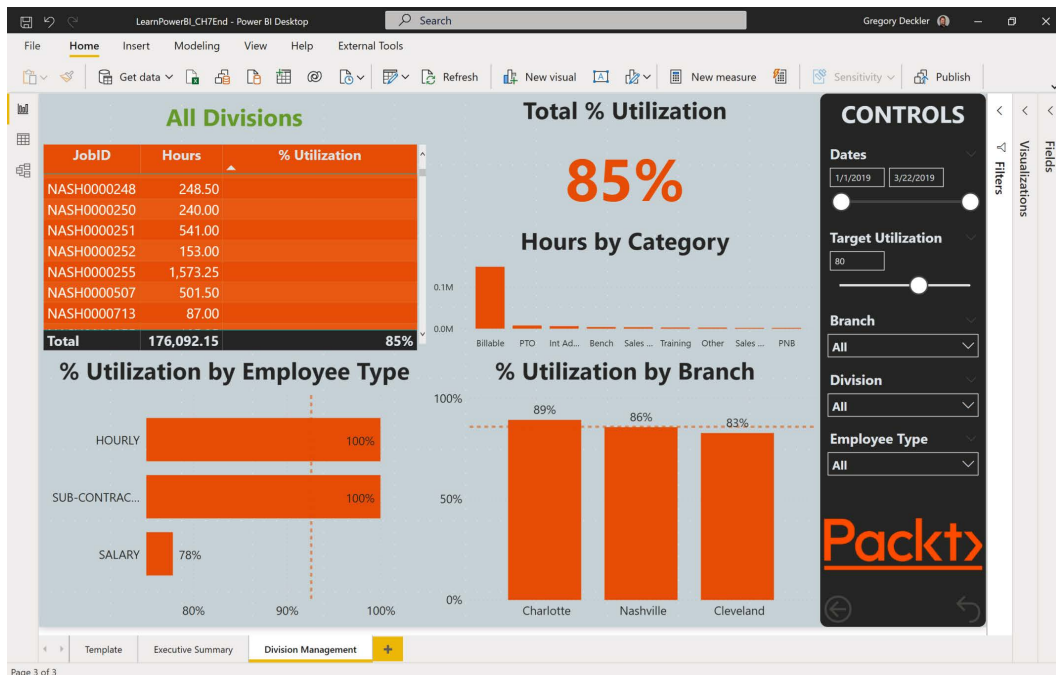 LearnPowerBI_CH7End - Power BI Desktop
Search
Gregory Deckler
File Home Insert Modeling View Help External Tools
Get data Refresh New visual New measure Sensitivity Publish
All Divisions
JobID Hours % Utilization
NASH0000248 248.50
NASH0000250 240.00
NASH0000251 541.00
NASH0000252 153.00
NASH0000255 1,573.25
NASH0000507 501.50
NASH0000713 87.00
Total 176,092.15 85%
Total % Utilization
85%
Hours by Category
0.1M
0.0M
Billable PTO Int Ad... Bench Sales ... Training Other Sales ... PNB
% Utilization by Employee Type
HOURLY 100%
SUB-CONTRAC... 100%
SALARY 78%
80% 90% 100%
% Utilization by Branch
100%
50%
0%
89% 86% 83%
Charlotte Nashville Cleveland
CONTROLS
Dates
1/1/2019 3/22/2019
Target Utilization
80
Branch
All
Division
All
Employee Type
All
Packt>
Filters
Visualizations
Fields
Template Executive Summary Division Management +
Page 3 of 3